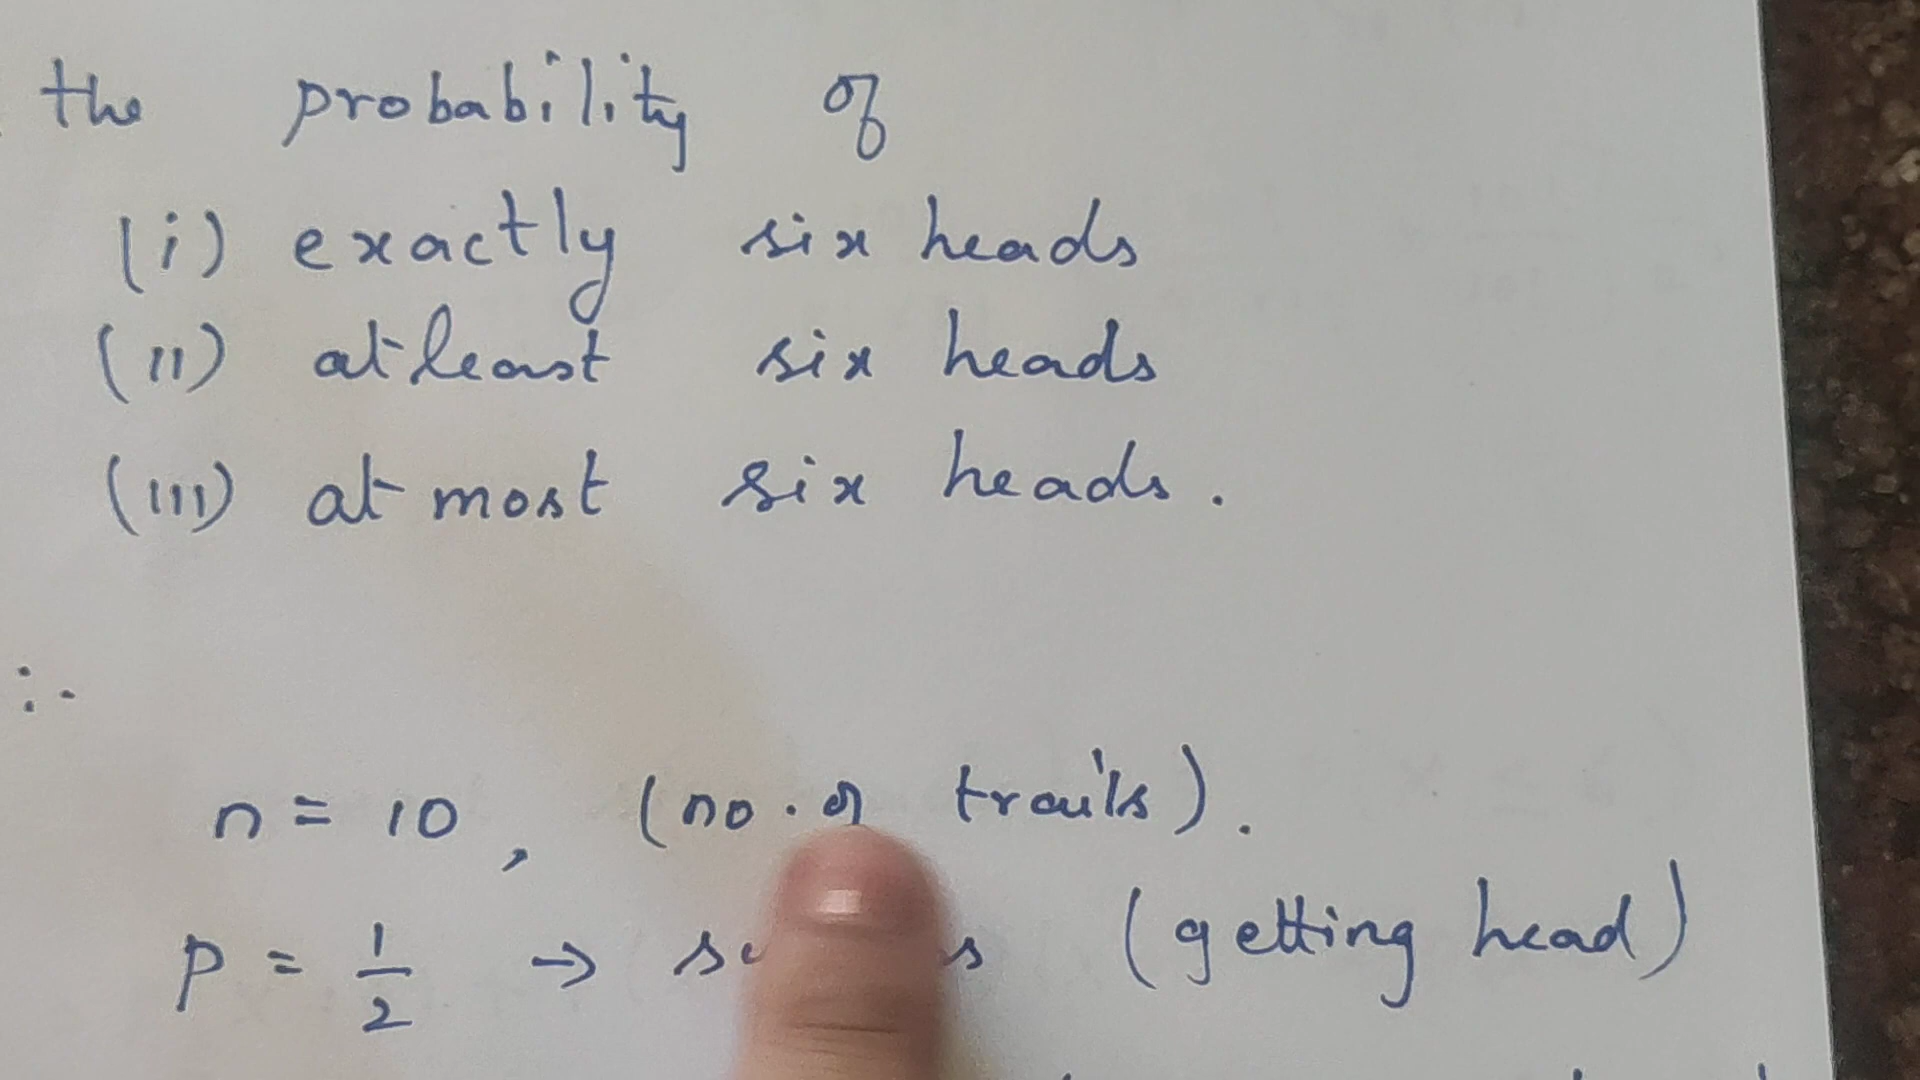 the probability of
(i) exactly six heads
(ii) atleast six heads
(iii) at most six heads.
:-
n = 10, (no. of trails).
p = 1/2 → (getting head)